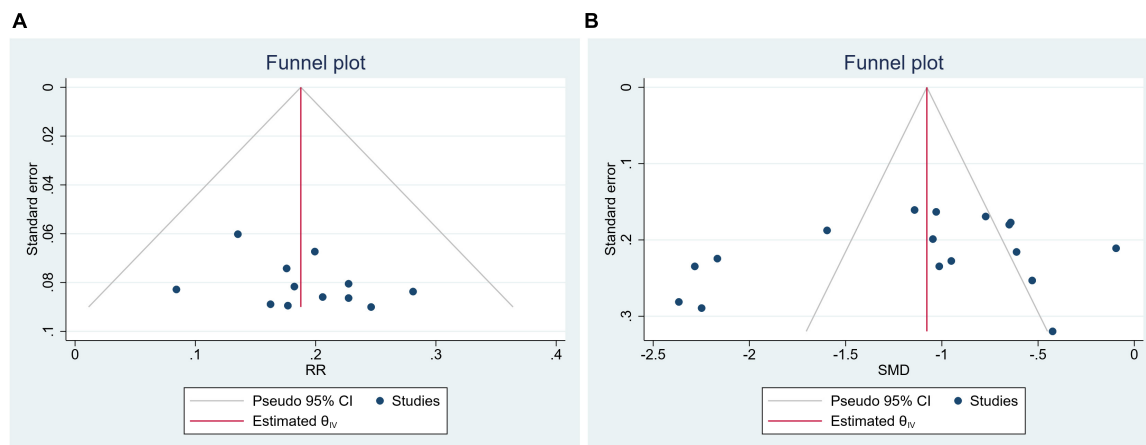 A
Funnel plot
Standard error
0
.02
.04
.06
.08
.1
0 .1 .2 .3 .4
RR
Pseudo 95% CI Studies
Estimated θIV
B
Funnel plot
Standard error
0
.1
.2
.3
-2.5 -2 -1.5 -1 -.5 0
SMD
Pseudo 95% CI Studies
Estimated θIV